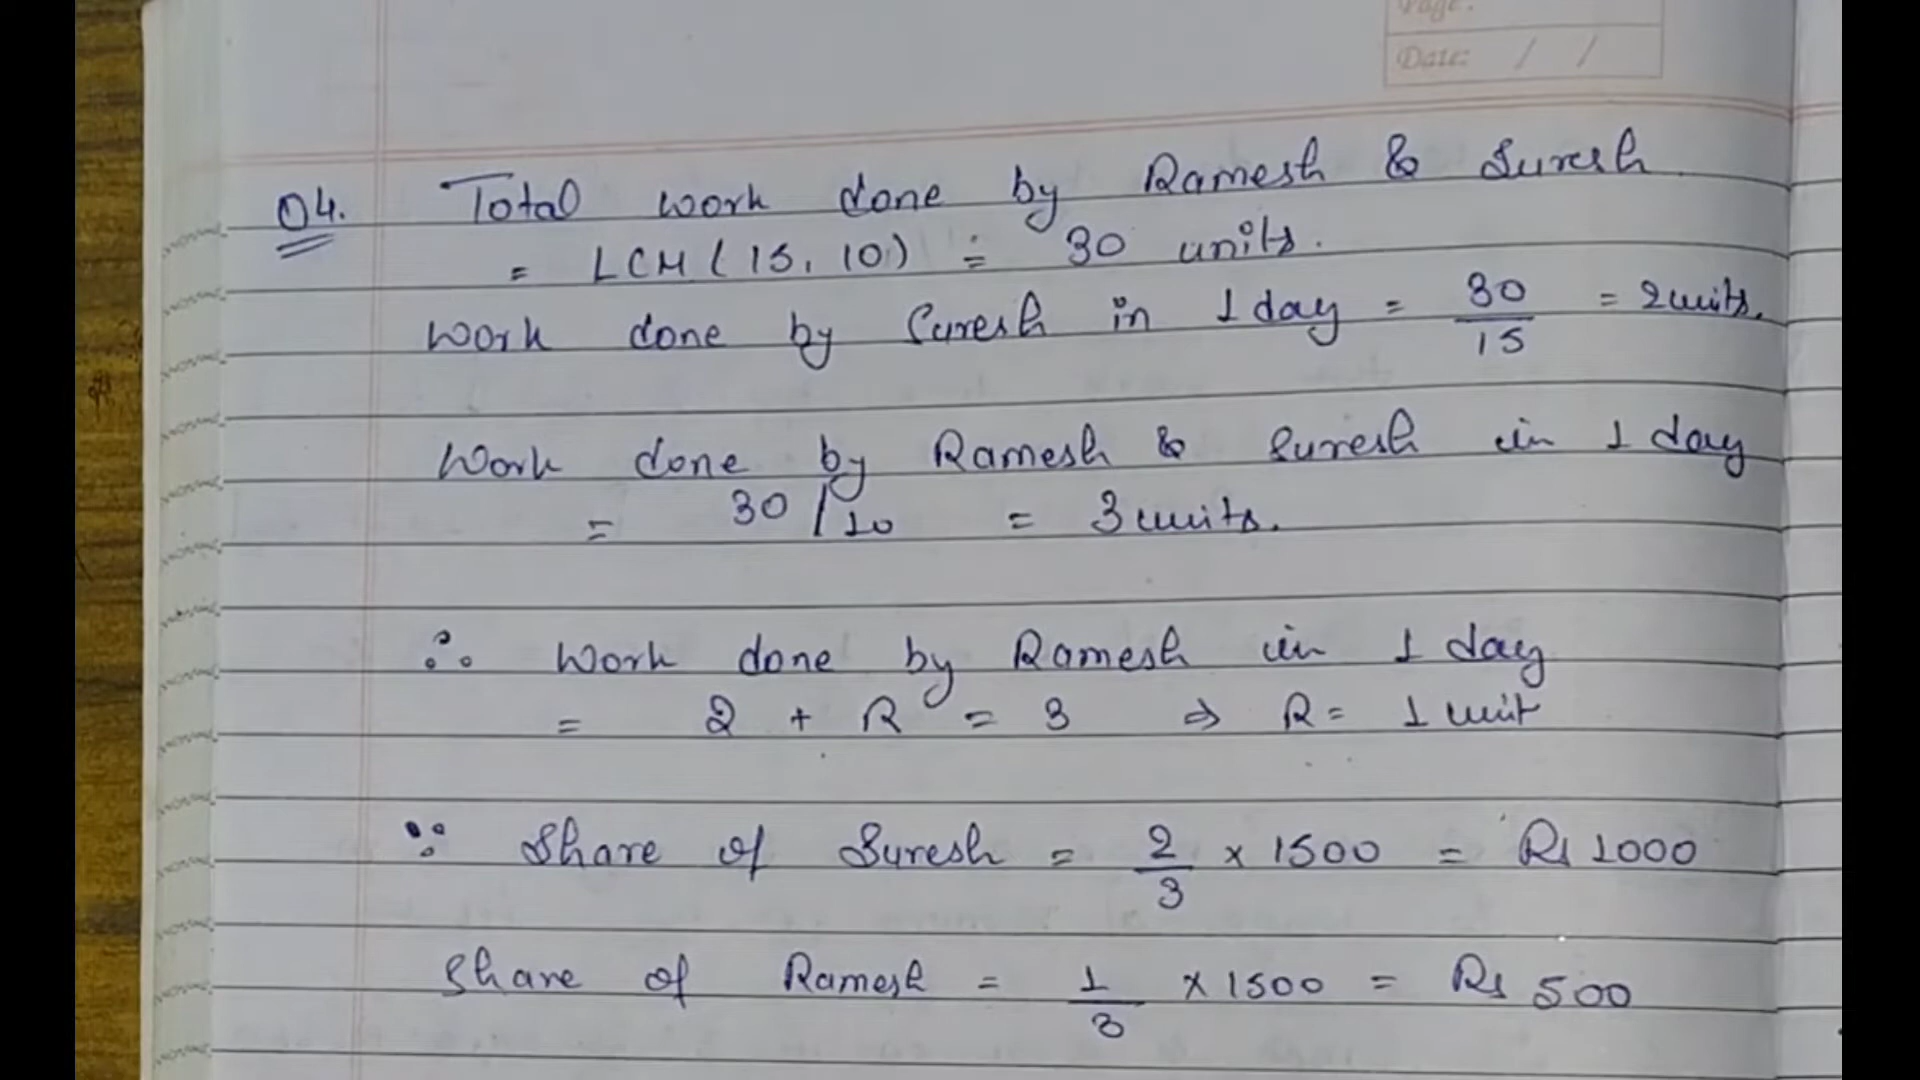 Page:
Date: / /
Q4. Total work done by Ramesh & Suresh
= LCM (15, 10) = 30 units.
Work done by Suresh in 1 day = 30/15 = 2 units.
Work done by Ramesh & Suresh in 1 day
= 30/10 = 3 units.
∴ Work done by Ramesh in 1 day
= 2 + R = 3 ⇒ R = 1 unit
∵ Share of Suresh = 2/3 × 1500 = Rs 1000
Share of Ramesh = 1/3 × 1500 = Rs 500